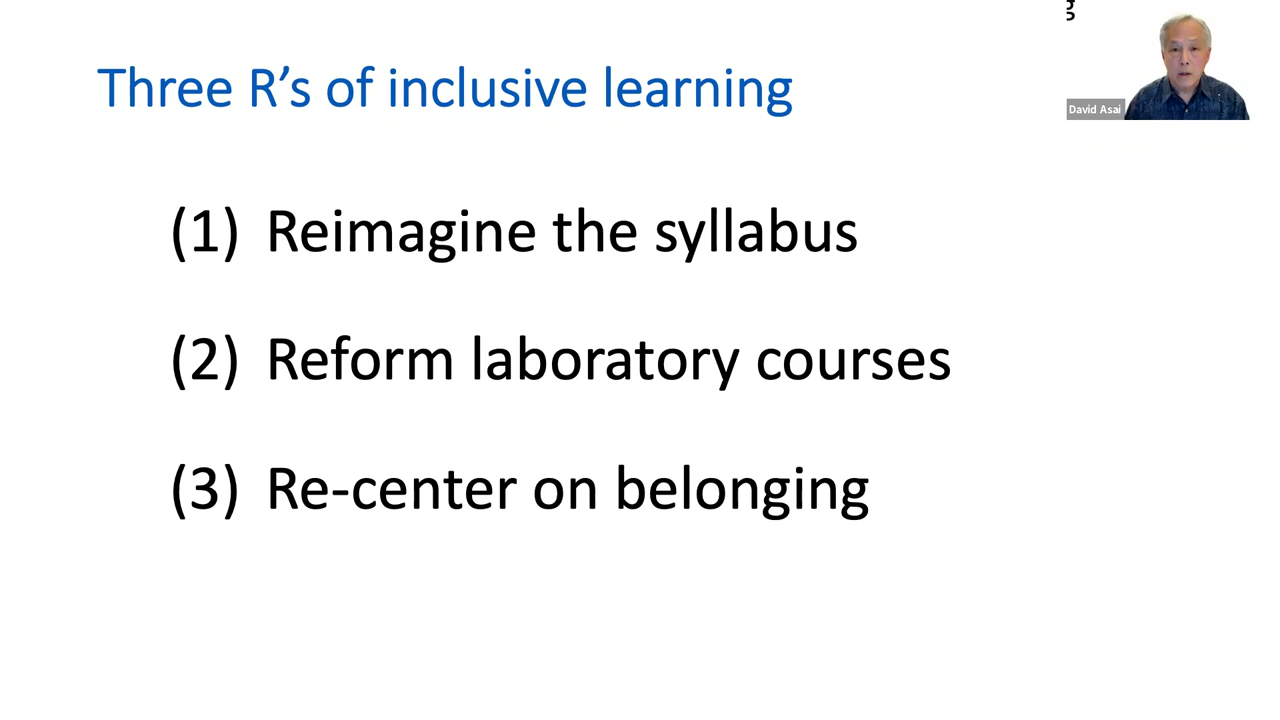 Three R’s of inclusive learning
David Asai
(1) Reimagine the syllabus
(2) Reform laboratory courses
(3) Re-center on belonging